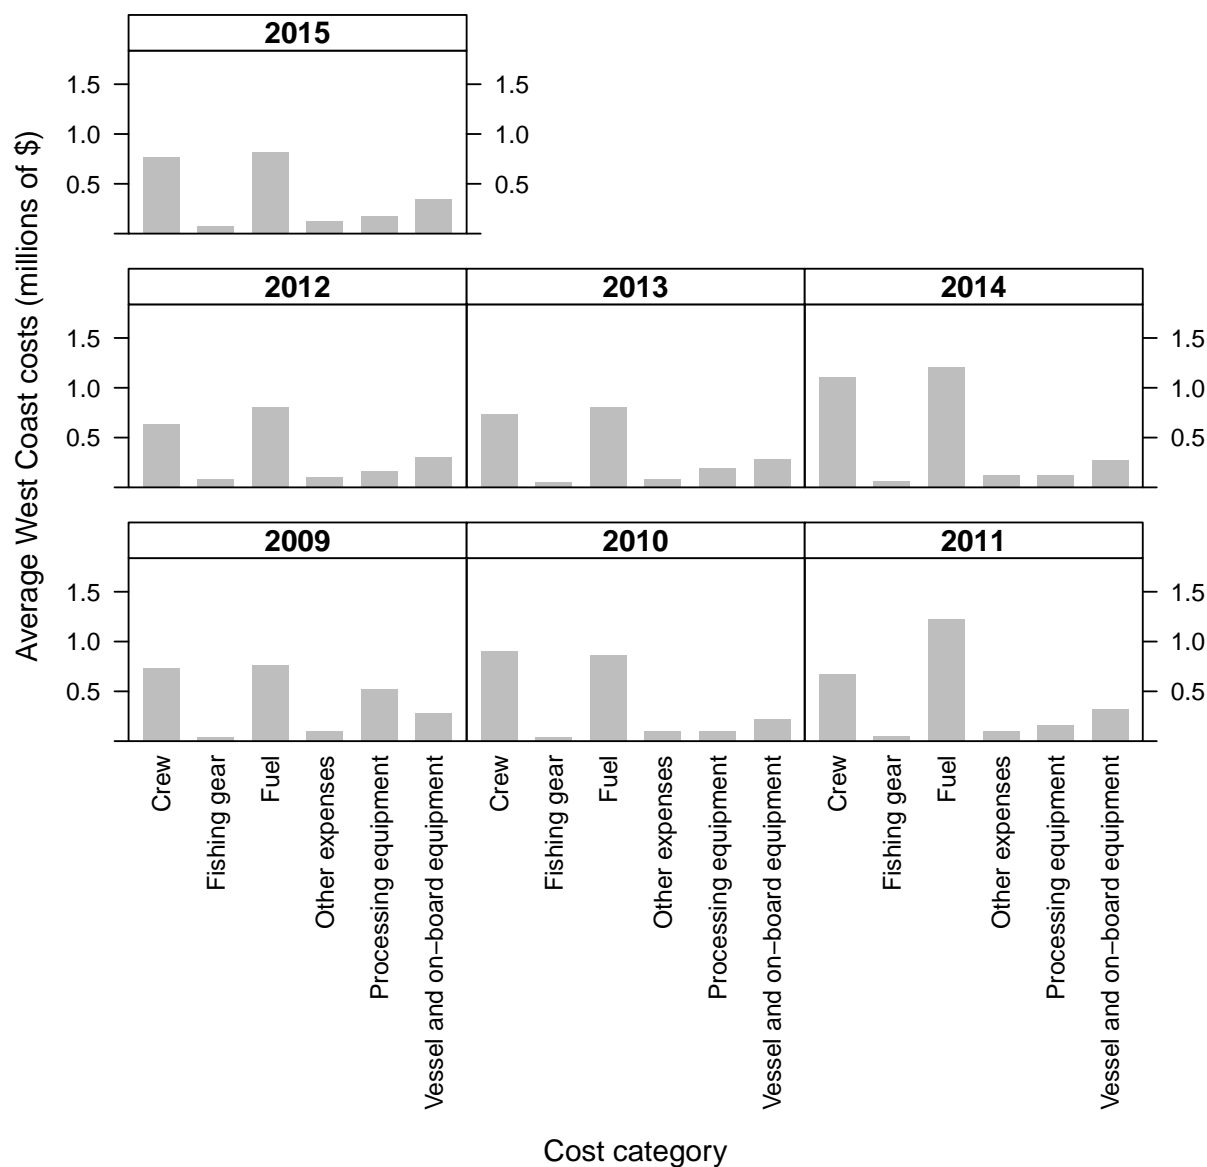 Average West Coast costs (millions of $)
2015
1.5
1.0
0.5
1.5
1.0
0.5
2012
2013
2014
1.5
1.0
0.5
1.5
1.0
0.5
2009
2010
2011
1.5
1.0
0.5
1.5
1.0
0.5
Crew
Fishing gear
Fuel
Other expenses
Processing equipment
Vessel and on−board equipment
Crew
Fishing gear
Fuel
Other expenses
Processing equipment
Vessel and on−board equipment
Crew
Fishing gear
Fuel
Other expenses
Processing equipment
Vessel and on−board equipment
Cost category